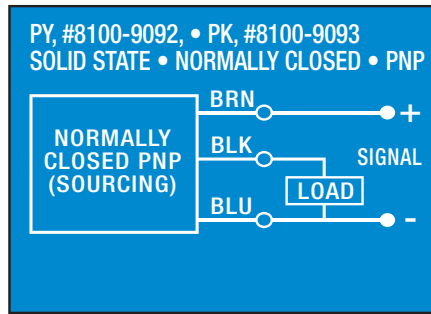 PY, #8100-9092, • PK, #8100-9093
SOLID STATE • NORMALLY CLOSED • PNP
BRN
+
NORMALLY
CLOSED PNP
(SOURCING)
BLK
SIGNAL
LOAD
BLU
-